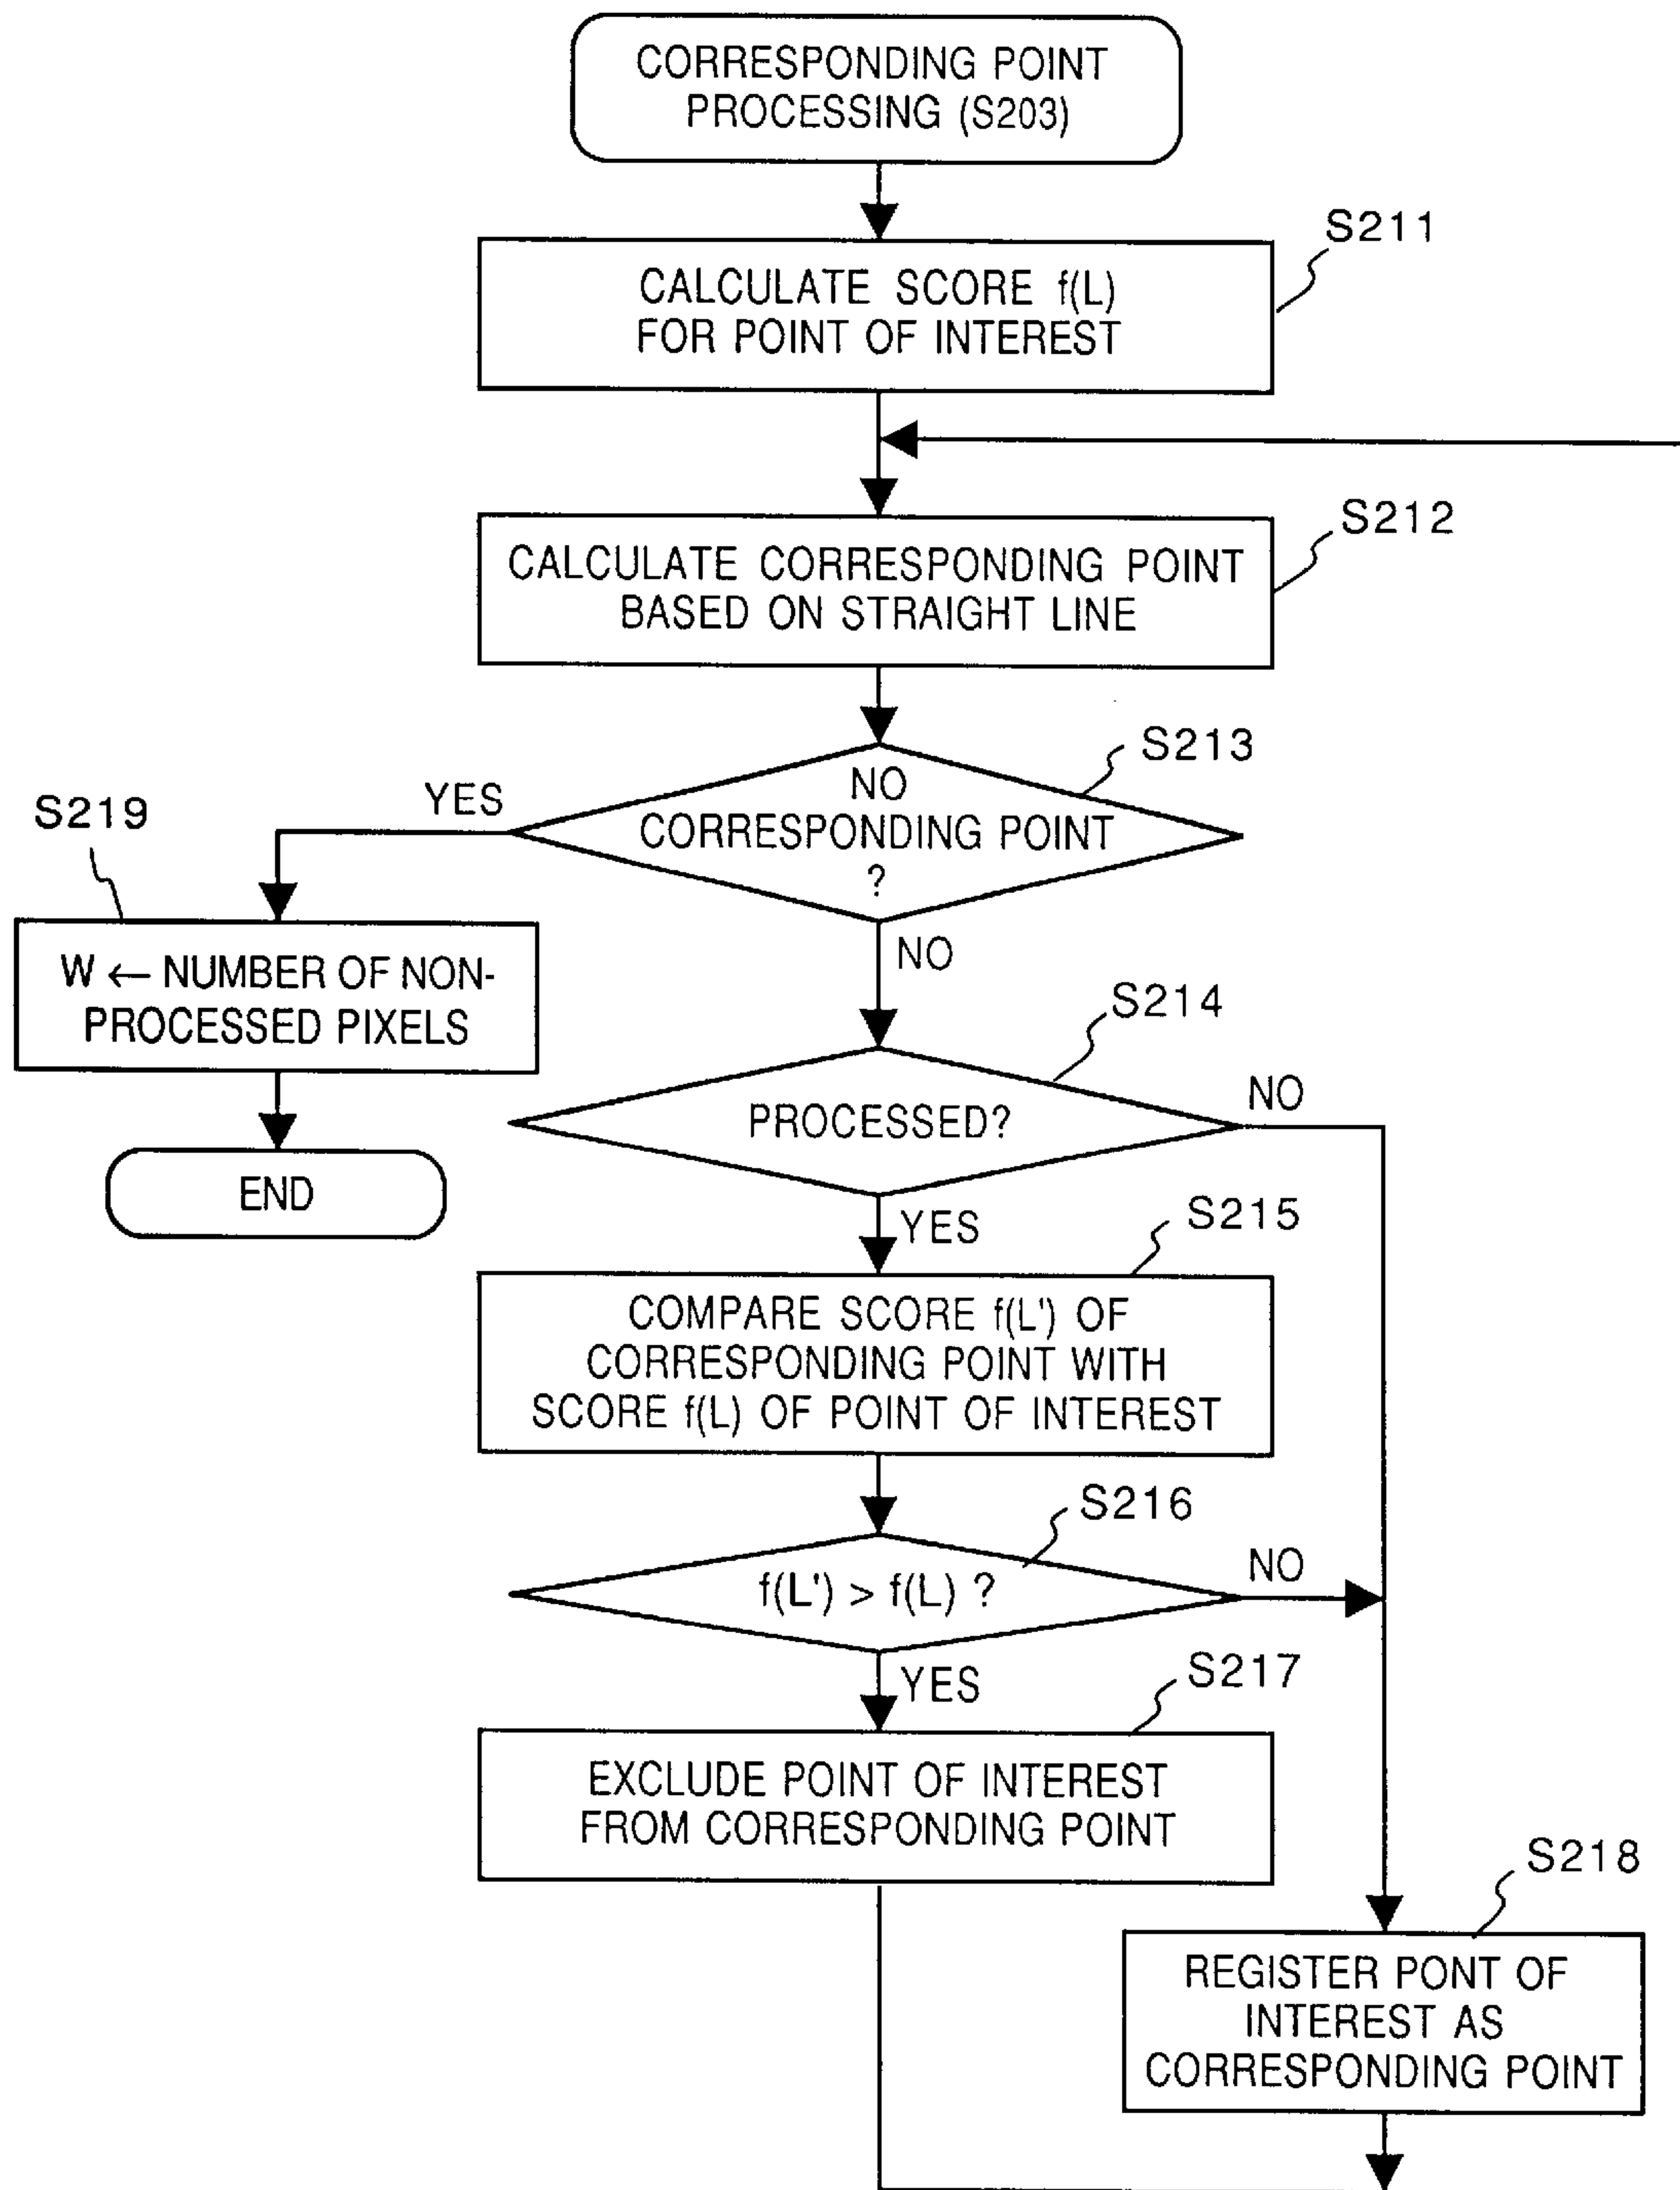 CORRESPONDING POINT
PROCESSING (S203)
S211
CALCULATE SCORE f(L)
FOR POINT OF INTEREST
S212
CALCULATE CORRESPONDING POINT
BASED ON STRAIGHT LINE
S213
NO
CORRESPONDING POINT
?
YES
S219
NO
W ← NUMBER OF NON-
PROCESSED PIXELS
END
S214
PROCESSED?
NO
YES
S215
COMPARE SCORE f(L') OF
CORRESPONDING POINT WITH
SCORE f(L) OF POINT OF INTEREST
S216
f(L') > f(L) ?
NO
YES
S217
EXCLUDE POINT OF INTEREST
FROM CORRESPONDING POINT
S218
REGISTER PONT OF
INTEREST AS
CORRESPONDING POINT